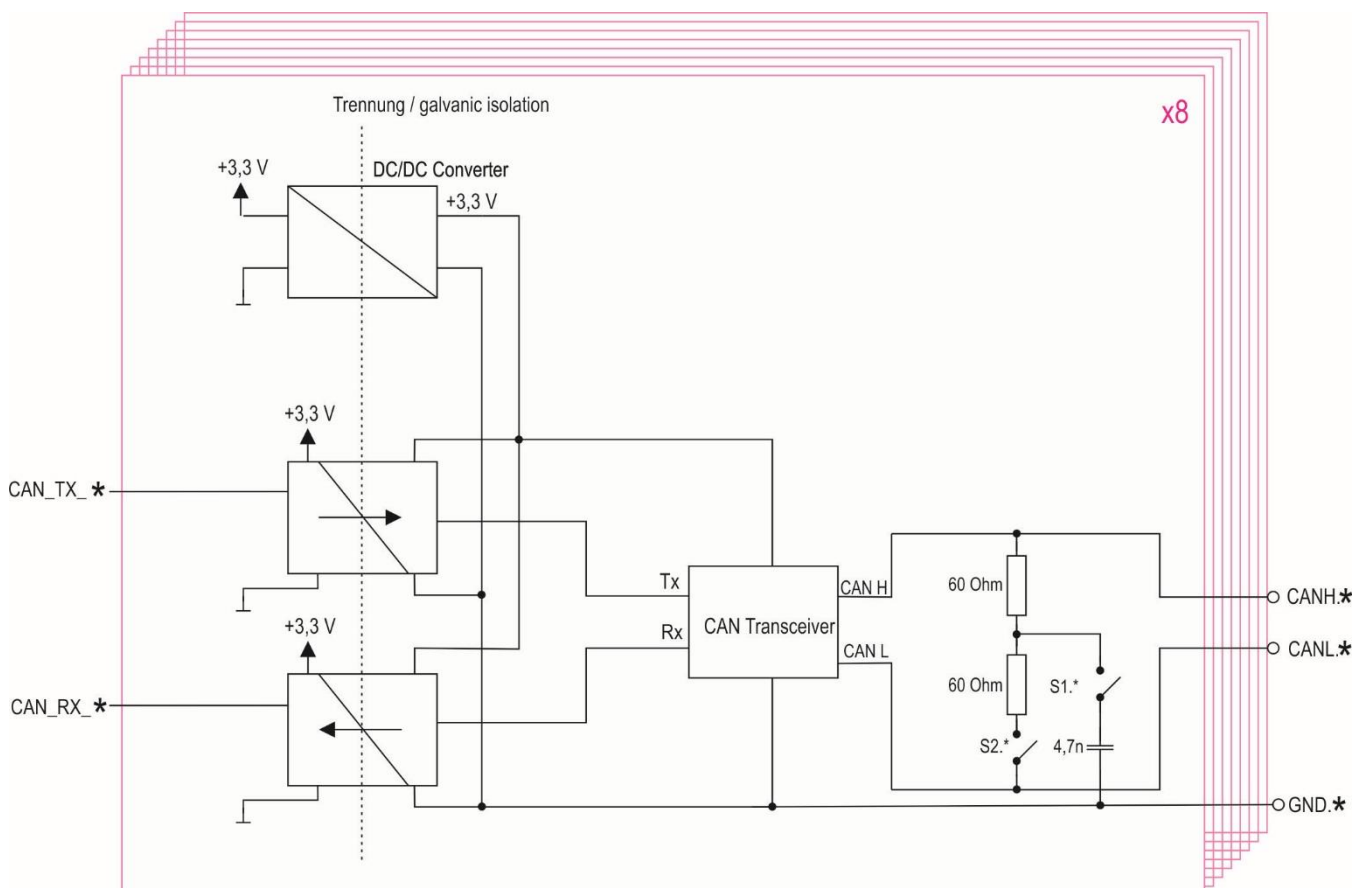 Trennung / galvanic isolation
x8
DC/DC Converter
+3,3 V
+3,3 V
+3,3 V
CAN_TX_*
Tx
CAN H
60 Ohm
CANH.*
+3,3 V
Rx
CAN Transceiver
CAN L
CANL.*
60 Ohm
S1.*
CAN_RX_*
S2.*
4,7n
GND.*